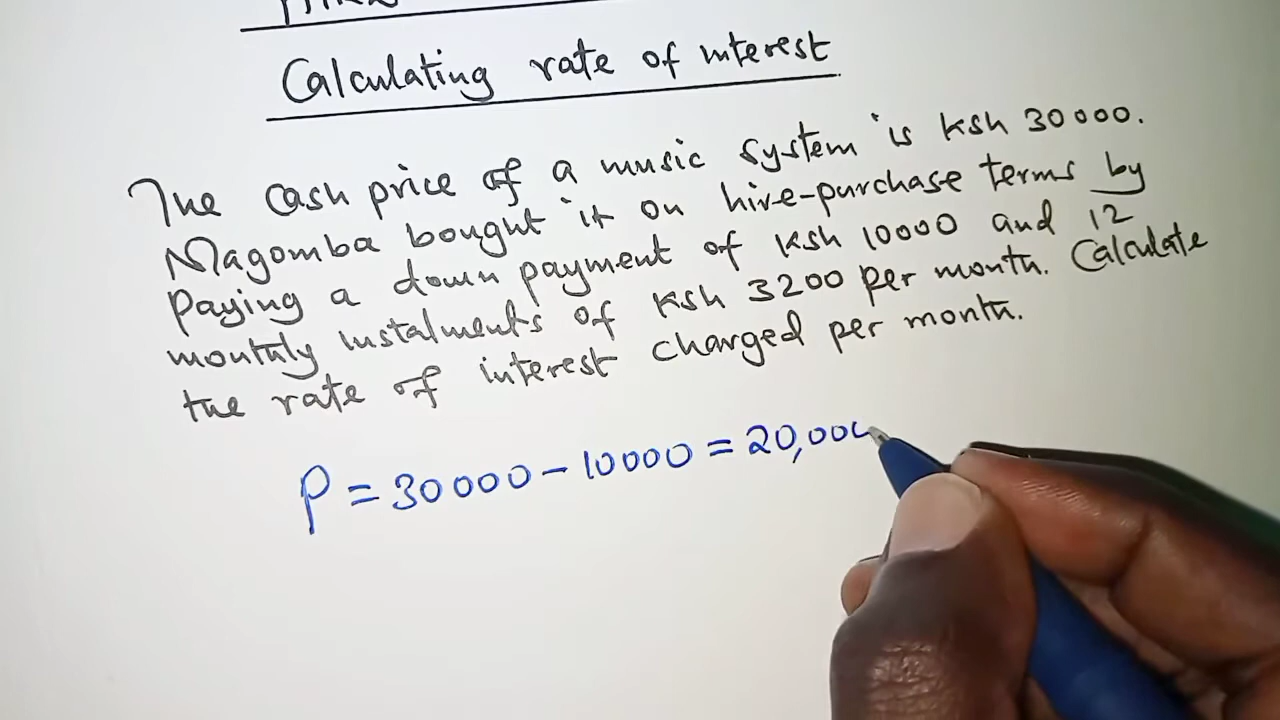 Calculating rate of interest
The cash price of a music system is Ksh 30000.
Magomba bought it on hire-purchase terms by
paying a down payment of Ksh 10000 and 12
monthly instalments of Ksh 3200 per month. Calculate
the rate of interest charged per month.
P = 30000 - 10000 = 20,000